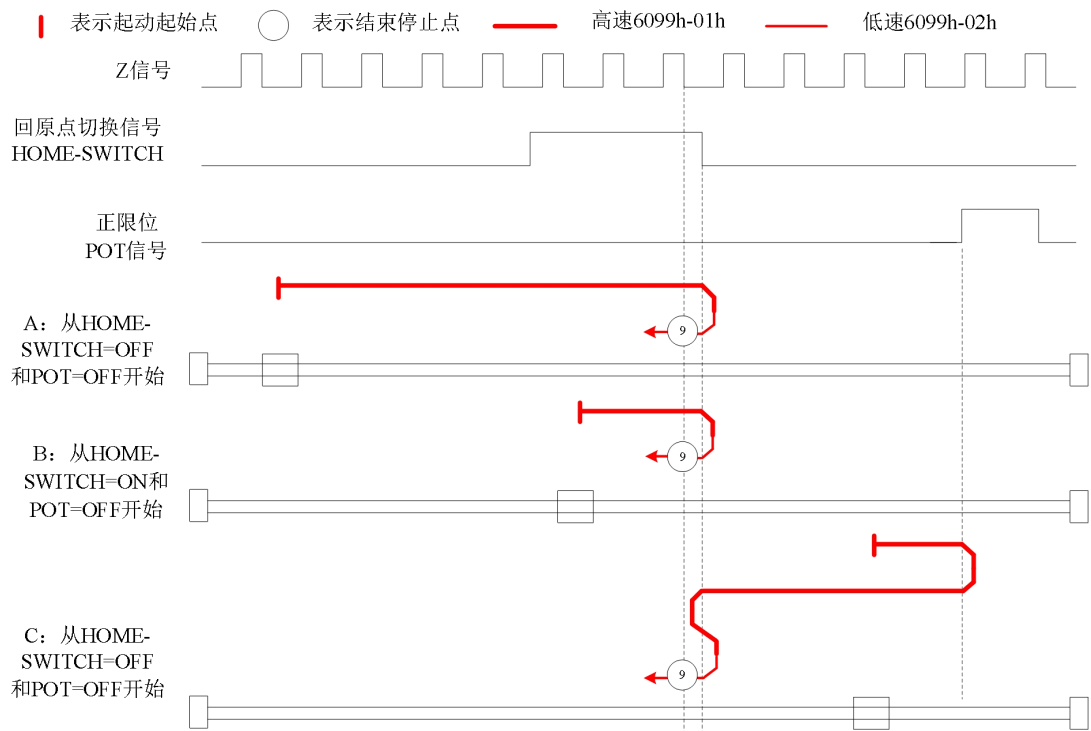 表示起动起始点
表示结束停止点
高速6099h-01h
低速6099h-02h
Z信号
回原点切换信号
HOME-SWITCH
正限位
POT信号
A：从HOME-
SWITCH=OFF
和POT=OFF开始
9
B：从HOME-
SWITCH=ON和
POT=OFF开始
9
C：从HOME-
SWITCH=OFF
和POT=OFF开始
9